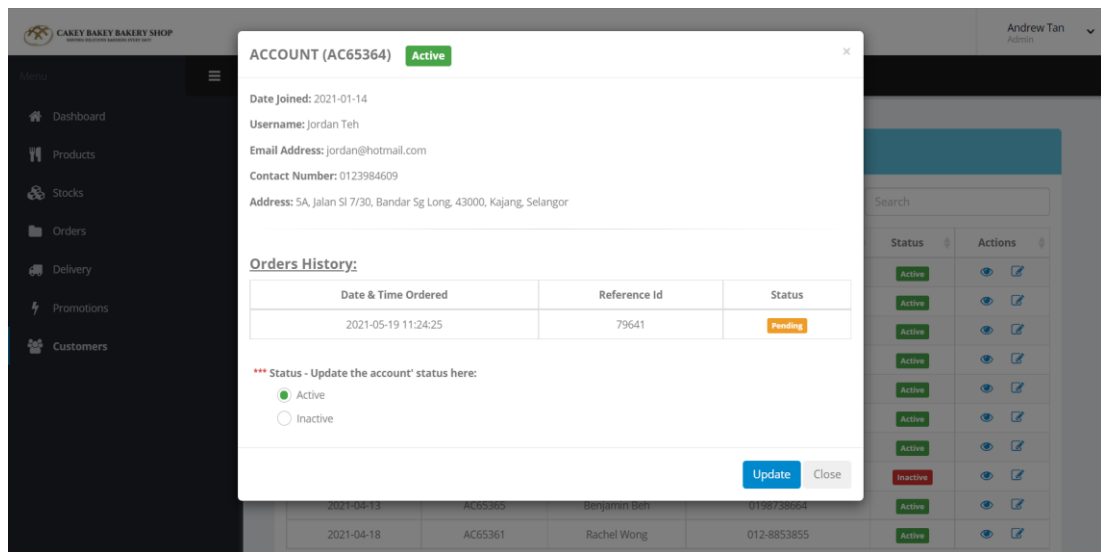 CAKEY BAKEY BAKERY SHOP
Andrew Tan
Admin
Menu
Dashboard
Products
Stocks
Orders
Delivery
Promotions
Customers
ACCOUNT (AC65364) Active ×
Date Joined: 2021-01-14
Username: Jordan Teh
Email Address: jordan@hotmail.com
Contact Number: 0123984609
Address: 5A, Jalan Sl 7/30, Bandar Sg Long, 43000, Kajang, Selangor
Orders History:
Date & Time Ordered Reference Id Status
2021-05-19 11:24:25 79641 Pending
*** Status - Update the account' status here:
Active
Inactive
Update Close
Search
Status Actions
Active
Active
Active
Active
Active
Active
Active
Inactive
2021-04-13 AC65365 Benjamin Beh 0198738664 Active
2021-04-18 AC65361 Rachel Wong 012-8853855 Active